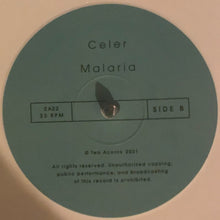 Celer
Malaria
2A22
33 RPM
SIDE B
© Two Acorns 2021
All rights reserved. Unauthorized copying,
public performance, and broadcasting
of this record is prohibited.